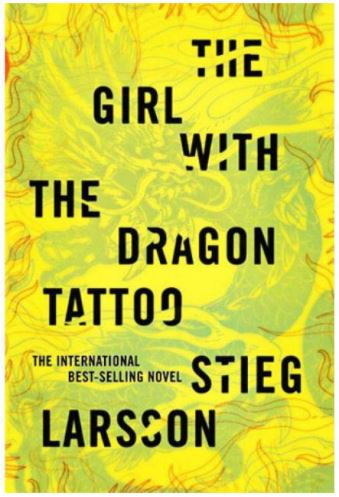 THE
GIRL
WITH
THE
DRAGON
TATTOO
THE INTERNATIONAL
BEST-SELLING NOVEL
STIEG
LARSSON